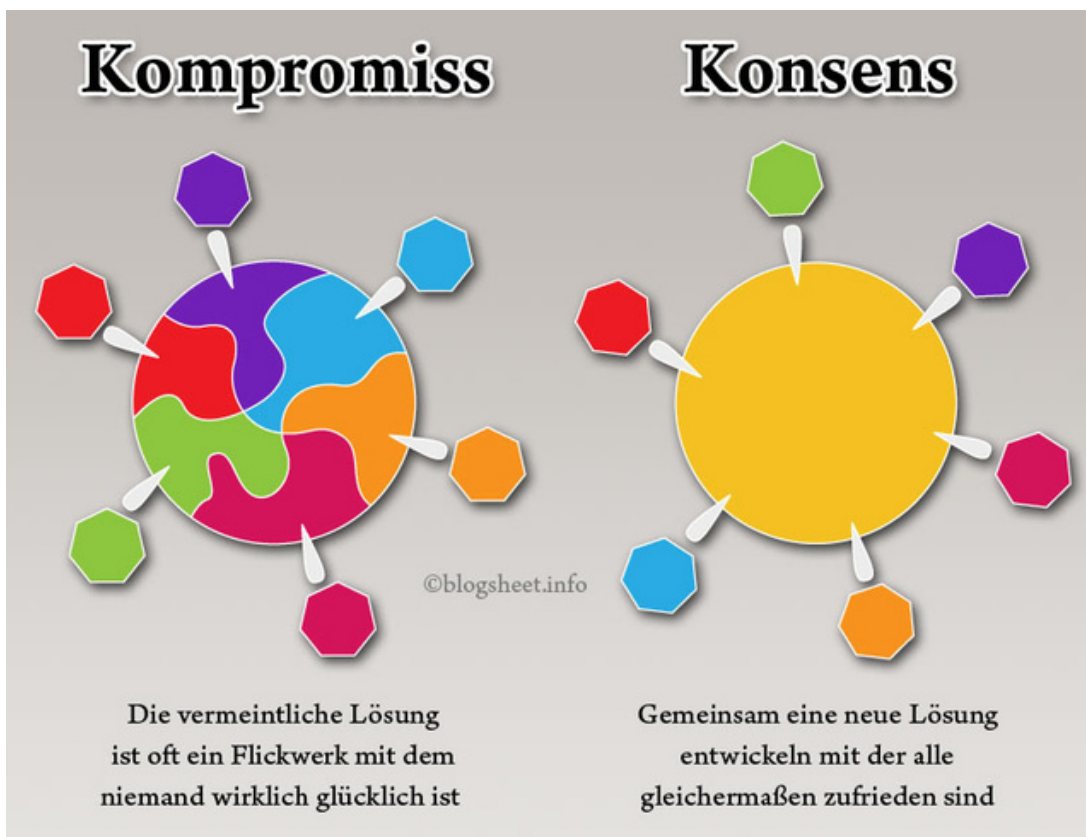 Kompromiss
Konsens
©blogsheet.info
Die vermeintliche Lösung
ist oft ein Flickwerk mit dem
niemand wirklich glücklich ist
Gemeinsam eine neue Lösung
entwickeln mit der alle
gleichermaßen zufrieden sind